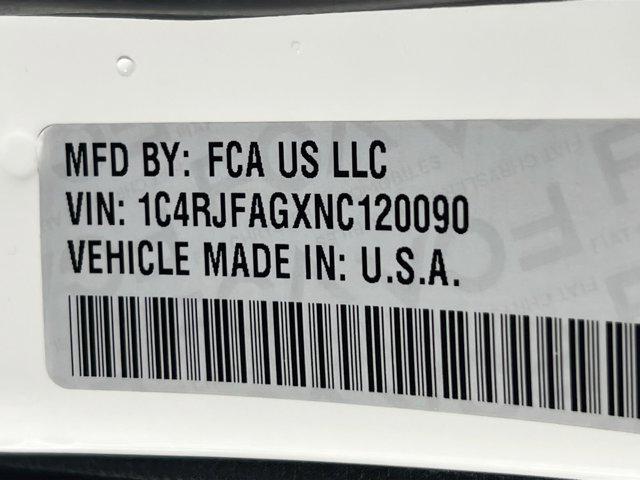 MFD BY: FCA US LLC
VIN: 1C4RJFAGXNC120090
VEHICLE MADE IN: U.S.A.